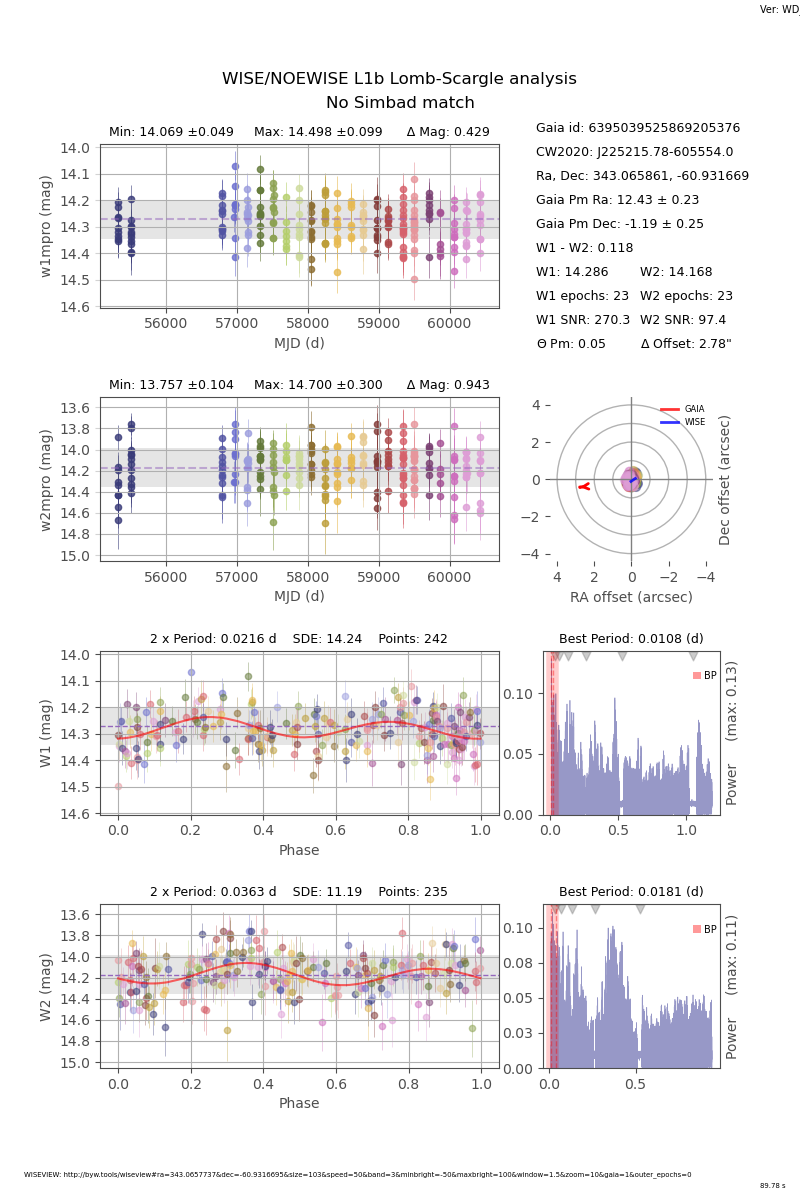 Ver: WD_
WISE/NOEWISE L1b Lomb-Scargle analysis
No Simbad match
Min: 14.069 ±0.049 Max: 14.498 ±0.099 Δ Mag: 0.429
14.0
14.1
14.2
14.3
14.4
14.5
14.6
w1mpro (mag)
56000 57000 58000 59000 60000
MJD (d)
Gaia id: 6395039525869205376
CW2020: J225215.78-605554.0
Ra, Dec: 343.065861, -60.931669
Gaia Pm Ra: 12.43 ± 0.23
Gaia Pm Dec: -1.19 ± 0.25
W1 - W2: 0.118
W1: 14.286 W2: 14.168
W1 epochs: 23 W2 epochs: 23
W1 SNR: 270.3 W2 SNR: 97.4
Θ Pm: 0.05 Δ Offset: 2.78"
Min: 13.757 ±0.104 Max: 14.700 ±0.300 Δ Mag: 0.943
13.6
13.8
14.0
14.2
14.4
14.6
14.8
15.0
w2mpro (mag)
56000 57000 58000 59000 60000
MJD (d)
GAIA
WISE
4
2
0
−2
−4
4 2 0 −2 −4
RA offset (arcsec)
Dec offset (arcsec)
2 x Period: 0.0216 d SDE: 14.24 Points: 242
14.0
14.1
14.2
14.3
14.4
14.5
14.6
W1 (mag)
0.0 0.2 0.4 0.6 0.8 1.0
Phase
Best Period: 0.0108 (d)
BP
0.10
0.05
0.00
0.0 0.5 1.0
Power (max: 0.13)
2 x Period: 0.0363 d SDE: 11.19 Points: 235
13.6
13.8
14.0
14.2
14.4
14.6
14.8
15.0
W2 (mag)
0.0 0.2 0.4 0.6 0.8 1.0
Phase
Best Period: 0.0181 (d)
BP
0.10
0.08
0.05
0.03
0.00
0.0 0.5
Power (max: 0.11)
WISEVIEW: http://byw.tools/wiseview#ra=343.0657737&dec=-60.9316695&size=103&speed=50&band=3&minbright=-50&maxbright=100&window=1.5&zoom=10&gaia=1&outer_epochs=0
89.78 s